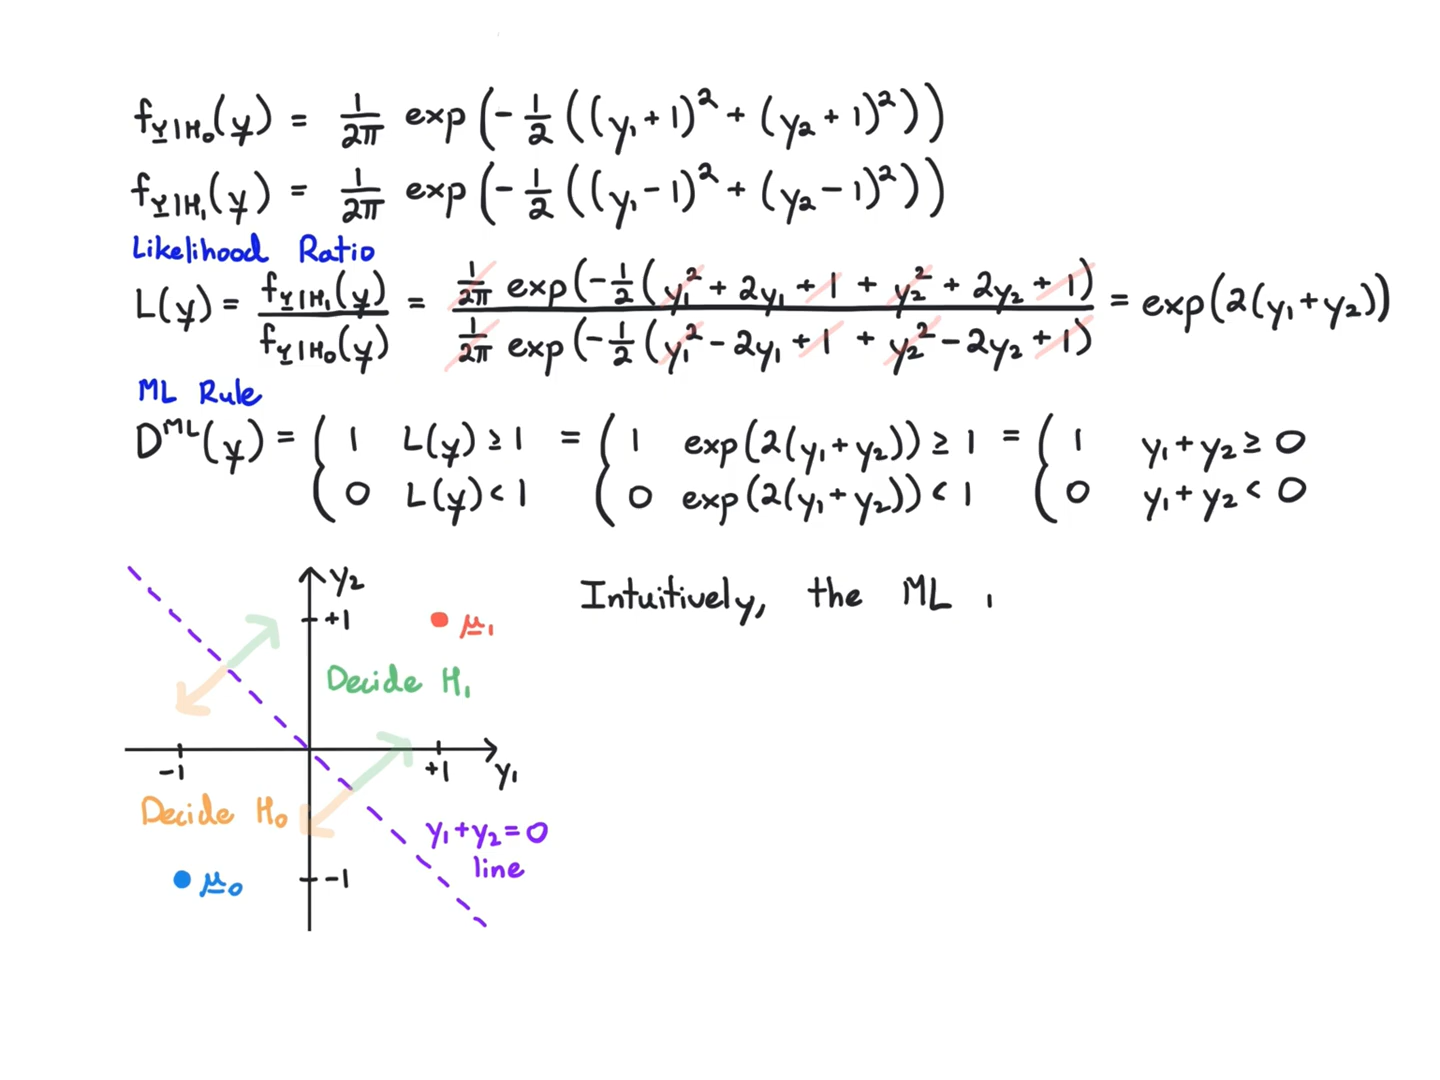 f_{Y|H₀}(y) = 1/2π exp(-1/2((y₁+1)² + (y₂+1)²))
f_{Y|H₁}(y) = 1/2π exp(-1/2((y₁-1)² + (y₂-1)²))
Likelihood Ratio
L(y) = f_{Y|H₁}(y) / f_{Y|H₀}(y) = 1/2π exp(-1/2(y₁² + 2y₁ + 1 + y₂² + 2y₂ + 1)) / 1/2π exp(-1/2(y₁² - 2y₁ + 1 + y₂² - 2y₂ + 1)) = exp(2(y₁+y₂))
ML Rule
D^{ML}(y) = { 1 L(y) ≥ 1 = { 1 exp(2(y₁+y₂)) ≥ 1 = { 1 y₁+y₂ ≥ 0
0 L(y) < 1 0 exp(2(y₁+y₂)) < 1 0 y₁+y₂ < 0
Intuitively, the ML
y₂
+1
μ₁
Decide H₁
-1
+1
y₁
Decide H₀
y₁+y₂=0
line
μ₀
-1